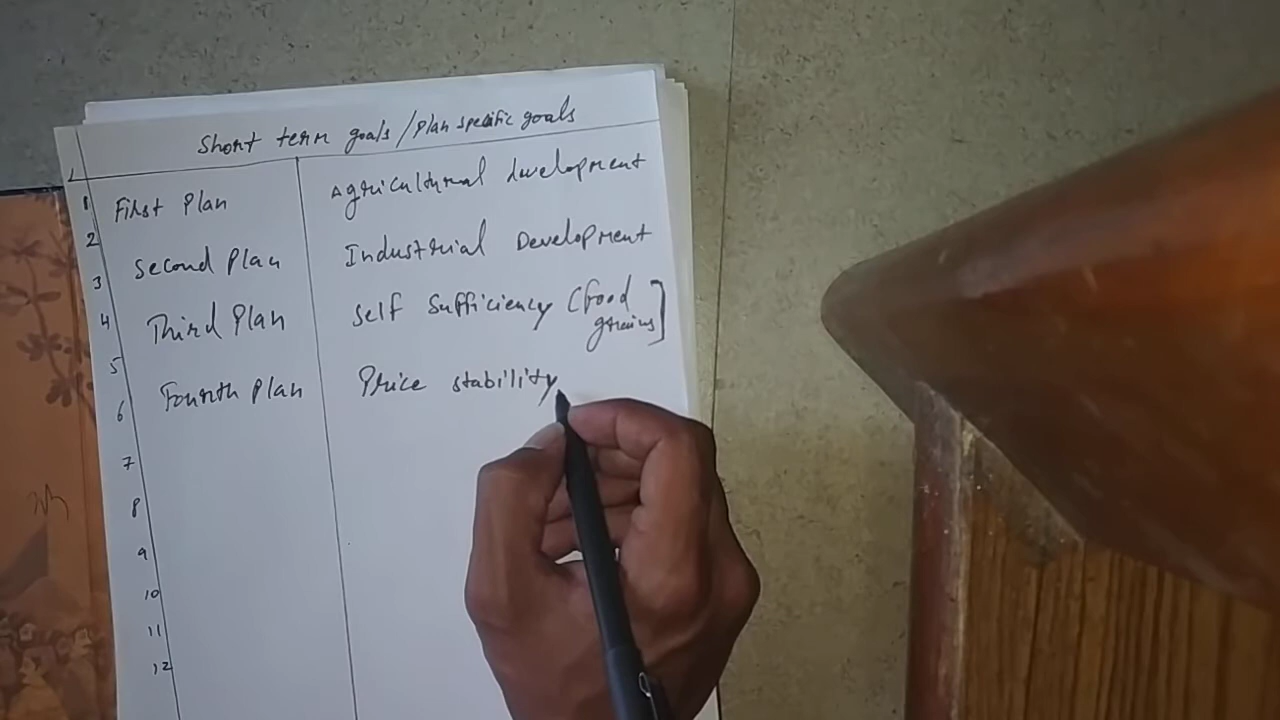 Short term goals / Plan specific goals
1 First Plan Agricultural development
2 Second Plan Industrial Development
3 Third Plan Self Sufficiency (food
4 grains]
5 Fourth Plan Price stability
6
7
8
9
10
11
12